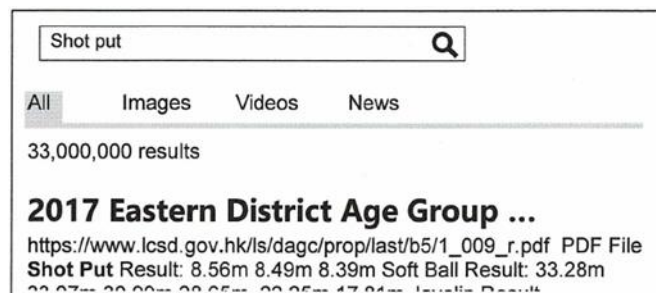 Shot put
All Images Videos News
33,000,000 results
2017 Eastern District Age Group ...
https://www.lcsd.gov.hk/ls/dagc/prop/last/b5/1_009_r.pdf PDF File
Shot Put Result: 8.56m 8.49m 8.39m Soft Ball Result: 33.28m